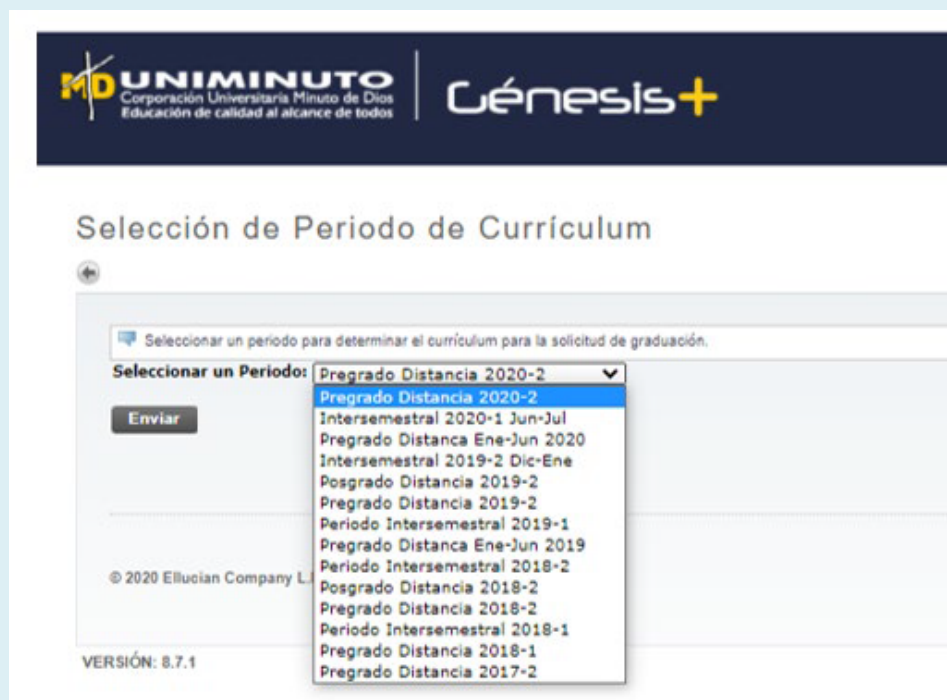 UNIMINUTO
Corporación Universitaria Minuto de Dios
Educación de calidad al alcance de todos
Génesis+
Selección de Periodo de Currículum
Seleccionar un periodo para determinar el currículum para la solicitud de graduación.
Seleccionar un Periodo: Pregrado Distancia 2020-2
Pregrado Distancia 2020-2
Enviar
Intersemestral 2020-1 Jun-Jul
Pregrado Distanca Ene-Jun 2020
Intersemestral 2019-2 Dic-Ene
Posgrado Distancia 2019-2
Pregrado Distancia 2019-2
Periodo Intersemestral 2019-1
Pregrado Distanca Ene-Jun 2019
Periodo Intersemestral 2018-2
Posgrado Distancia 2018-2
Pregrado Distancia 2018-2
Periodo Intersemestral 2018-1
Pregrado Distancia 2018-1
Pregrado Distancia 2017-2
© 2020 Ellucian Company
VERSIÓN: 8.7.1